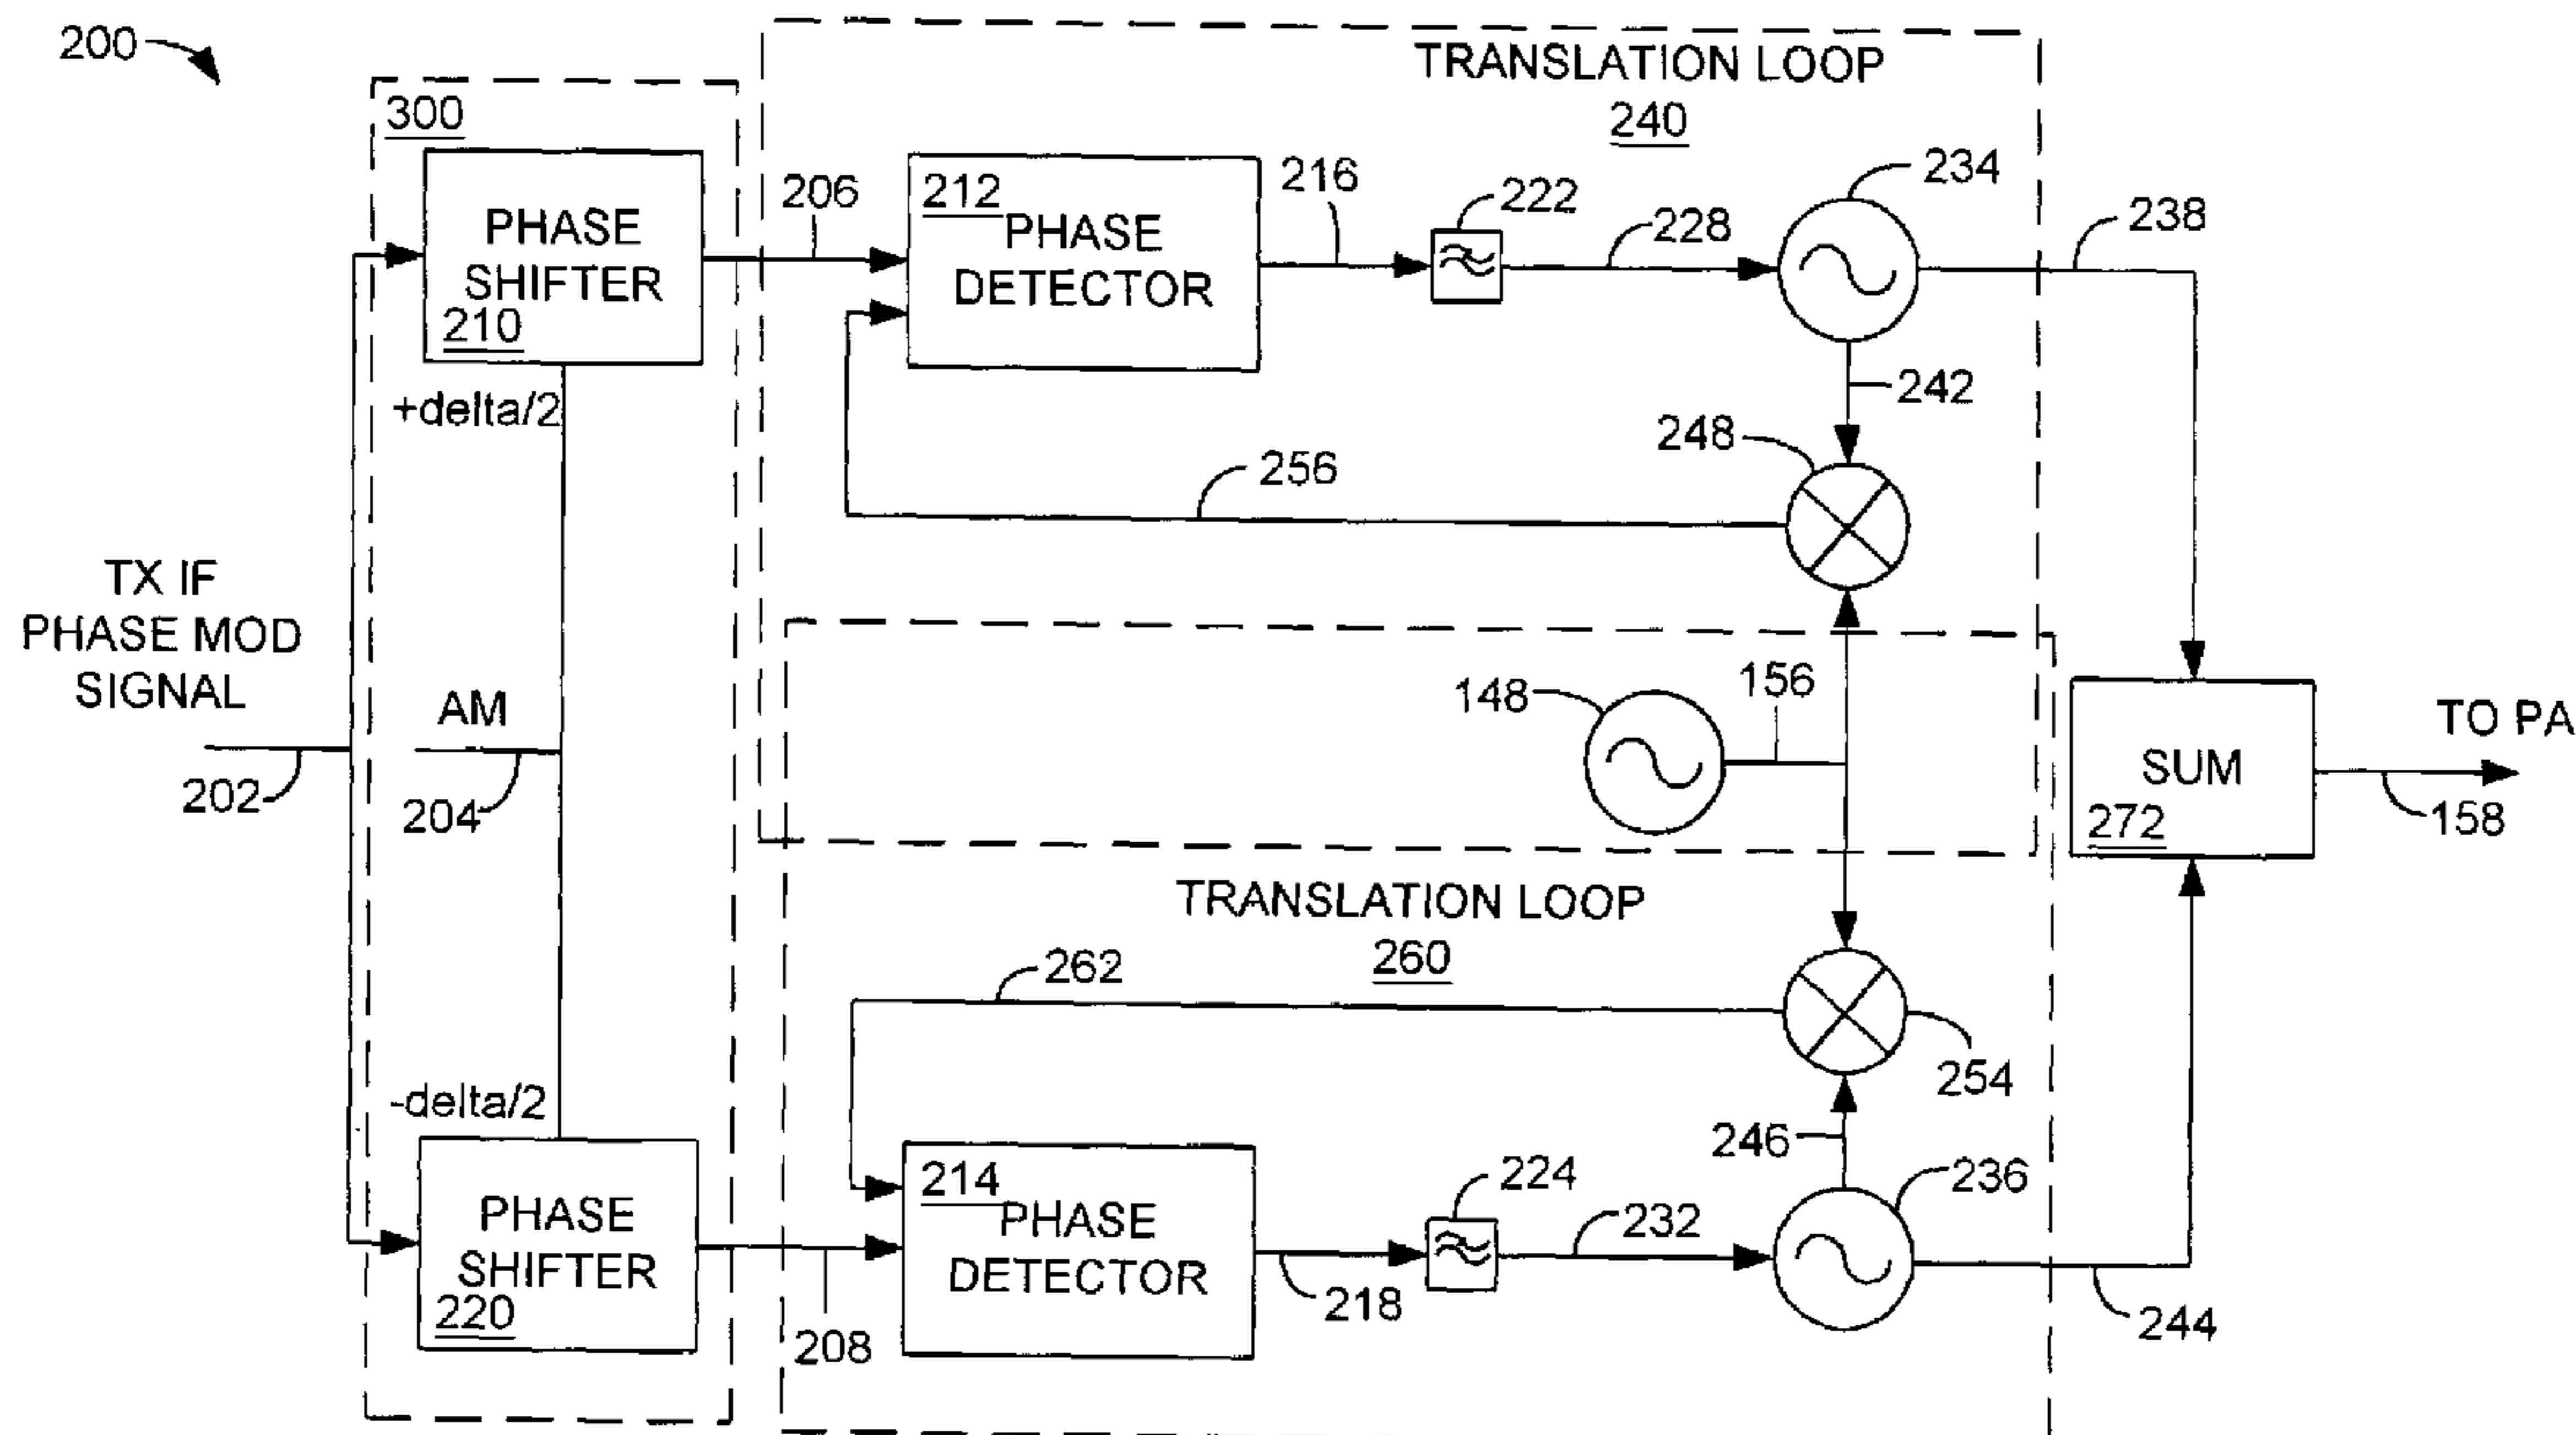 200
300
PHASE
SHIFTER
210
+delta/2
TRANSLATION LOOP
240
206
212
PHASE
DETECTOR
216
222
228
234
238
242
248
256
TX IF
PHASE MOD
SIGNAL
202
AM
204
148
156
TO PA
SUM
272
158
TRANSLATION LOOP
260
262
254
246
-delta/2
PHASE
SHIFTER
220
208
214
PHASE
DETECTOR
218
224
232
236
244